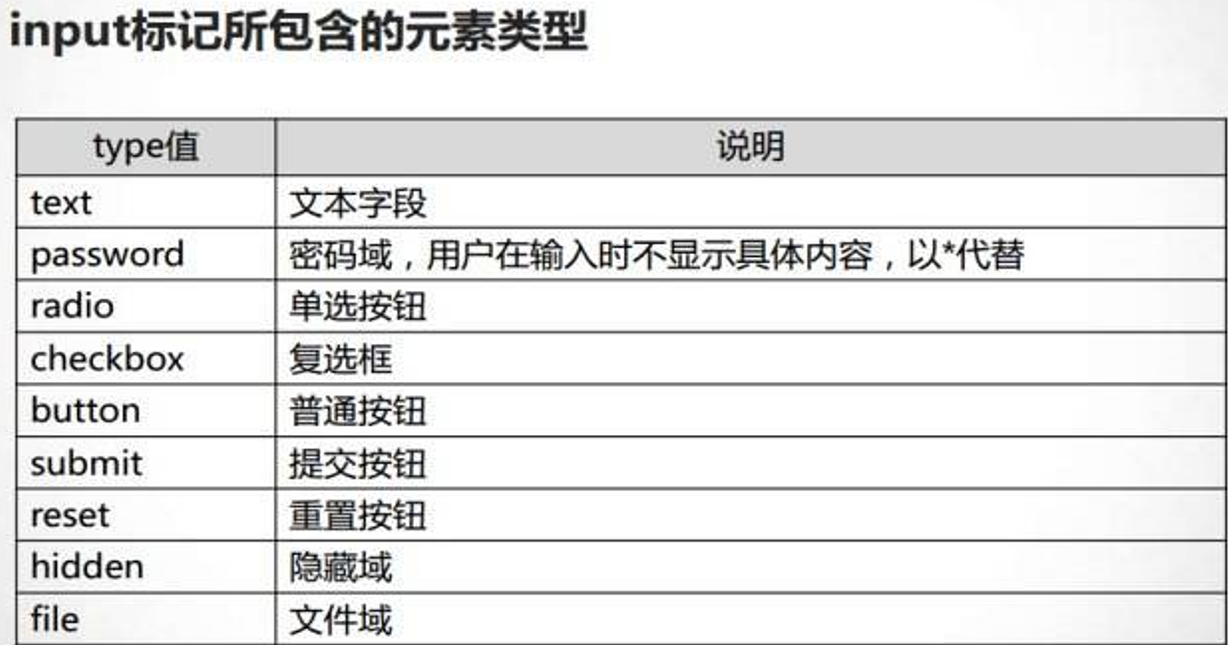 input标记所包含的元素类型
type值 说明
text 文本字段
password 密码域，用户在输入时不显示具体内容，以*代替
radio 单选按钮
checkbox 复选框
button 普通按钮
submit 提交按钮
reset 重置按钮
hidden 隐藏域
file 文件域